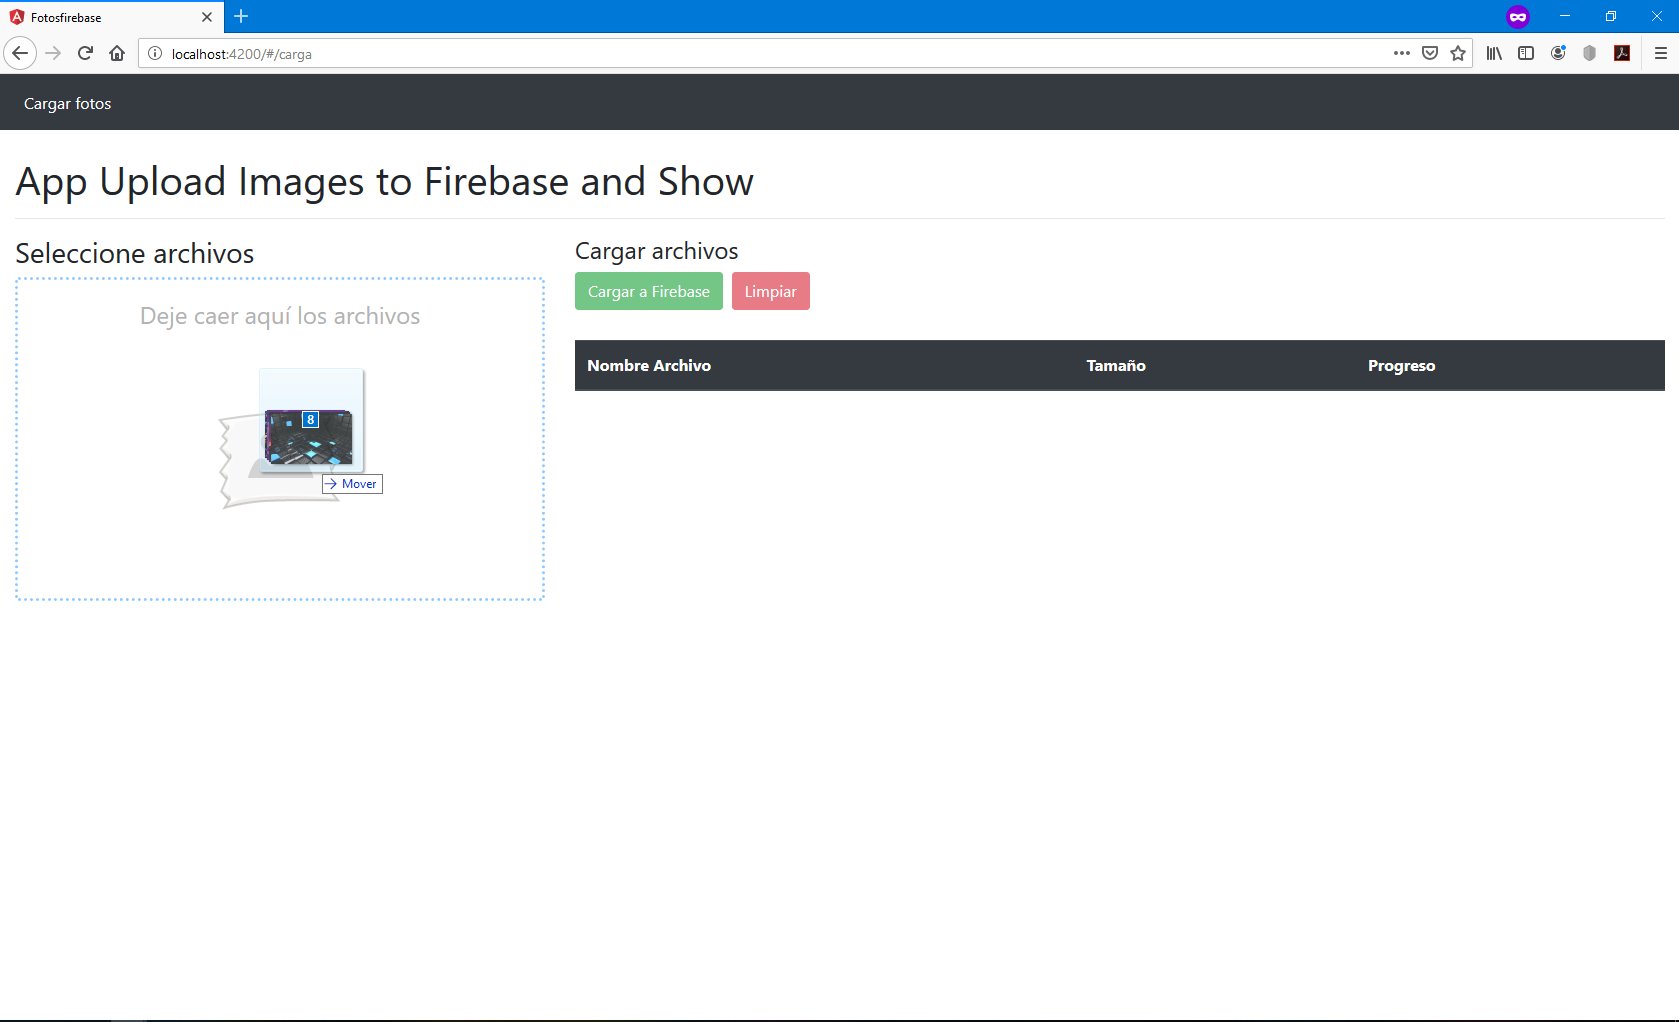 Fotosfirebase
localhost:4200/#/carga
Cargar fotos
App Upload Images to Firebase and Show
Seleccione archivos
Deje caer aquí los archivos
8
Mover
Cargar archivos
Cargar a Firebase Limpiar
Nombre Archivo Tamaño Progreso